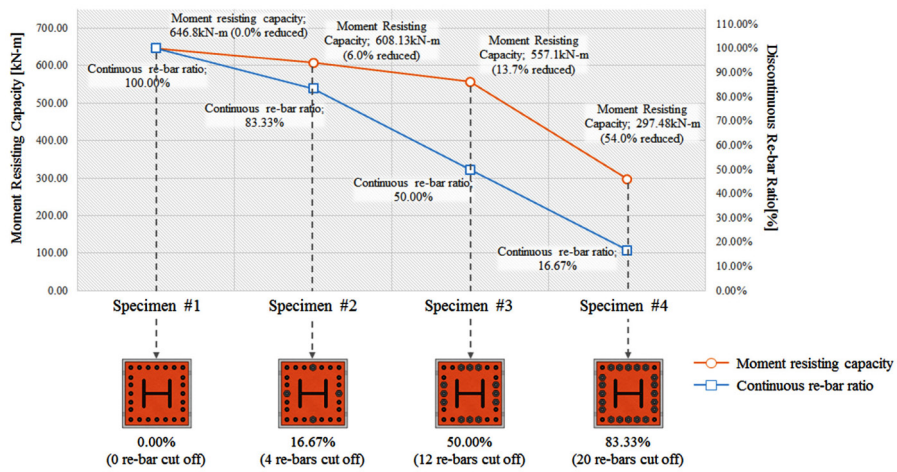 Moment resisting capacity;
646.8kN-m (0.0% reduced)
Moment Resisting
Capacity; 608.13kN-m
(6.0% reduced)
Moment Resisting
Capacity; 557.1kN-m
(13.7% reduced)
Moment Resisting
Capacity; 297.48kN-m
(54.0% reduced)
Continuous re-bar ratio;
100.00%
Continuous re-bar ratio;
83.33%
Continuous re-bar ratio;
50.00%
Continuous re-bar ratio;
16.67%
Moment Resisting Capacity [kN-m]
700.00
600.00
500.00
400.00
300.00
200.00
100.00
0.00
110.00%
100.00%
90.00%
80.00%
70.00%
60.00%
50.00%
40.00%
30.00%
20.00%
10.00%
0.00%
Discontinuous Re-bar Ratio[%]
Specimen #1
Specimen #2
Specimen #3
Specimen #4
Moment resisting capacity
Continuous re-bar ratio
0.00%
(0 re-bar cut off)
16.67%
(4 rebars cut off)
50.00%
(12 rebars cut off)
83.33%
(20 rebars cut off)